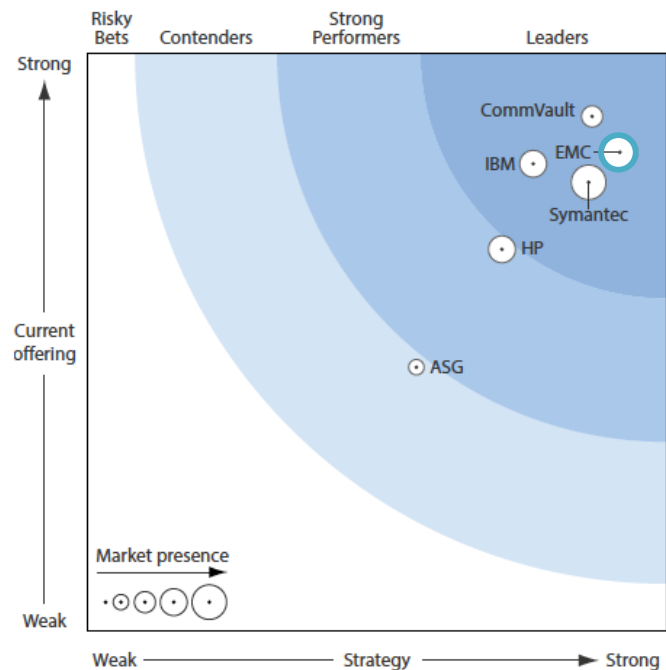 Risky
Bets
Contenders
Strong
Performers
Leaders
Strong
CommVault
EMC
IBM
Symantec
HP
Current
offering
ASG
Market presence
Weak
Weak
Strategy
Strong